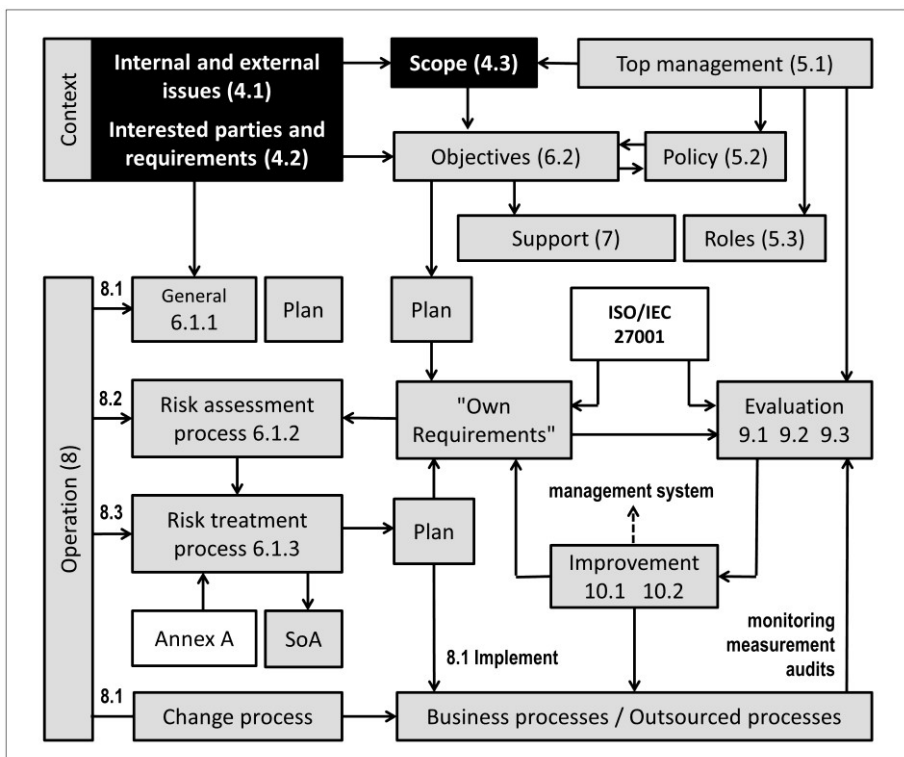 Context
Internal and external
issues (4.1)
Interested parties and
requirements (4.2)
Scope (4.3)
Top management (5.1)
Objectives (6.2)
Policy (5.2)
Support (7)
Roles (5.3)
Operation (8)
8.1
General
6.1.1
Plan
Plan
ISO/IEC
27001
8.2
Risk assessment
process 6.1.2
"Own
Requirements"
Evaluation
9.1 9.2 9.3
management system
8.3
Risk treatment
process 6.1.3
Plan
Improvement
10.1 10.2
Annex A
SoA
8.1 Implement
monitoring
measurement
audits
8.1
Change process
Business processes / Outsourced processes